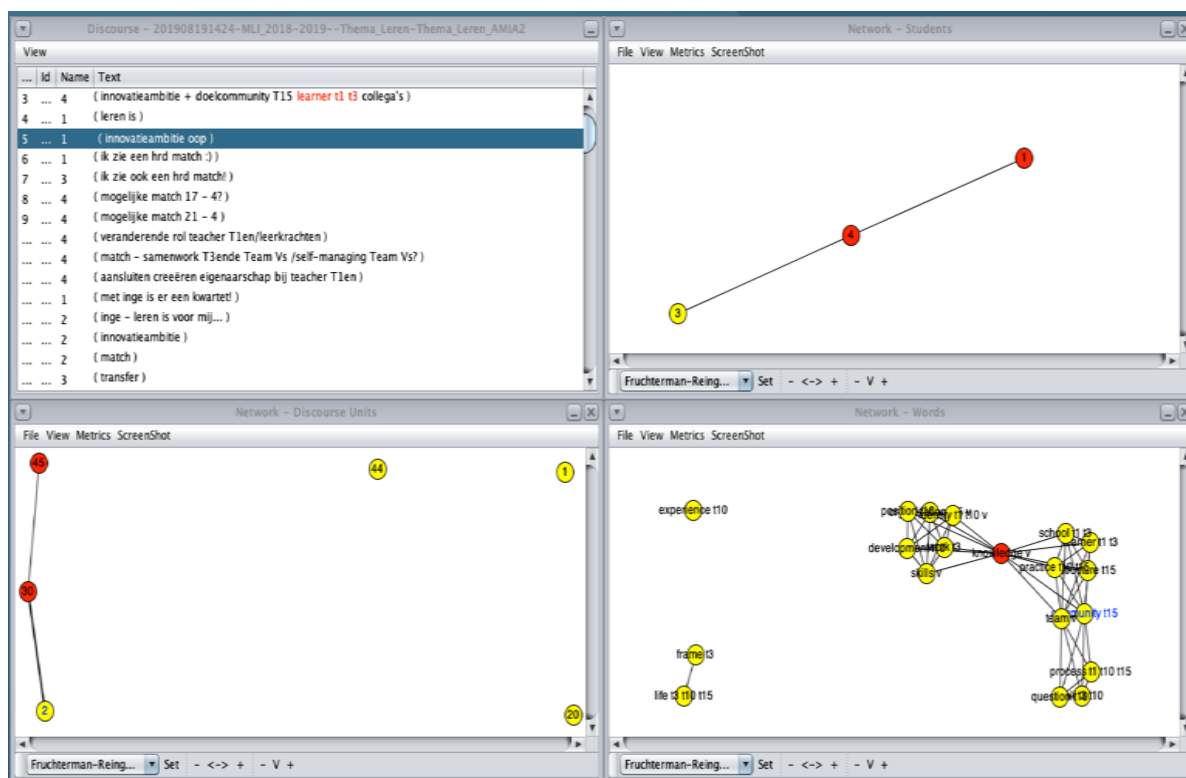 Discourse - 201908191424-MLI_2018-2019--Thema_Leren-Thema_Leren_AMIA2
View
... Id Name Text
3 ... 4 ( innovatieambitie + doelcommunity T15 learner t1 t3 collega's )
4 ... 1 ( leren is )
5 ... 1 ( innovatieambitie oop )
6 ... 1 ( ik zie een hrd match :) )
7 ... 3 ( ik zie ook een hrd match! )
8 ... 4 ( mogelijke match 17 - 4? )
9 ... 4 ( mogelijke match 21 - 4 )
... ... 4 ( veranderende rol teacher T1en/leerkrachten )
... ... 4 ( match - samenwork T3ende Team Vs /self-managing Team Vs? )
... ... 4 ( aansluiten creeëren eigenaarschap bij teacher T1en )
... ... 1 ( met inge is er een kwartet! )
... ... 2 ( inge - leren is voor mij... )
... ... 2 ( innovatieambitie )
... ... 2 ( match )
... ... 3 ( transfer )
Network - Students
File View Metrics ScreenShot
1
4
3
Fruchterman-Reing... Set - <-> + - V +
Network - Discourse Units
File View Metrics ScreenShot
45
44
1
30
2
20
Fruchterman-Reing... Set - <-> + - V +
Network - Words
File View Metrics ScreenShot
experience t10
school t1 t3
knowledge v
skills v
team v
frame t3
life t3 t10 t15
process t1 t10 t15
Fruchterman-Reing... Set - <-> + - V +